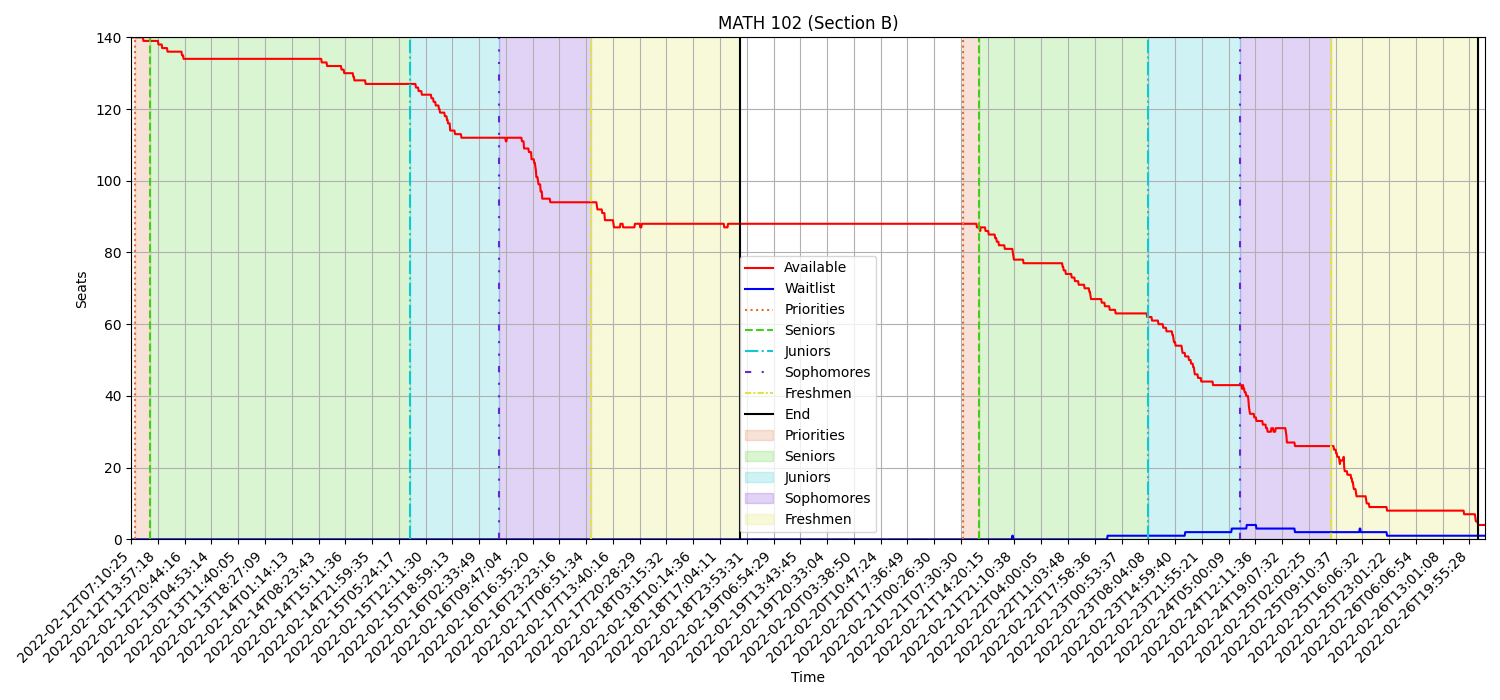 MATH 102 (Section B)
140
120
100
80
60
40
20
0
Seats
Available
Waitlist
Priorities
Seniors
Juniors
Sophomores
Freshmen
End
Priorities
Seniors
Juniors
Sophomores
Freshmen
2022-02-12T07:10:25
2022-02-12T13:57:18
2022-02-12T20:44:16
2022-02-13T04:53:14
2022-02-13T11:40:05
2022-02-13T18:27:09
2022-02-14T01:14:13
2022-02-14T08:23:43
2022-02-14T15:11:36
2022-02-14T21:59:35
2022-02-15T05:24:17
2022-02-15T12:11:30
2022-02-15T18:59:13
2022-02-16T02:33:49
2022-02-16T09:47:04
2022-02-16T16:35:20
2022-02-16T23:23:16
2022-02-17T06:51:34
2022-02-17T13:40:16
2022-02-17T20:28:29
2022-02-18T03:15:32
2022-02-18T10:14:36
2022-02-18T17:04:11
2022-02-18T23:53:31
2022-02-19T06:54:29
2022-02-19T13:43:45
2022-02-19T20:33:04
2022-02-20T03:38:50
2022-02-20T10:47:24
2022-02-20T17:36:49
2022-02-21T00:26:30
2022-02-21T07:30:30
2022-02-21T14:20:15
2022-02-21T21:10:38
2022-02-22T04:00:05
2022-02-22T11:03:48
2022-02-22T17:58:36
2022-02-23T00:53:37
2022-02-23T08:04:08
2022-02-23T14:59:40
2022-02-23T21:55:21
2022-02-24T05:00:09
2022-02-24T12:11:36
2022-02-24T19:07:32
2022-02-25T02:02:25
2022-02-25T09:10:37
2022-02-25T16:06:32
2022-02-25T23:01:22
2022-02-26T06:06:54
2022-02-26T13:01:08
2022-02-26T19:55:28
Time